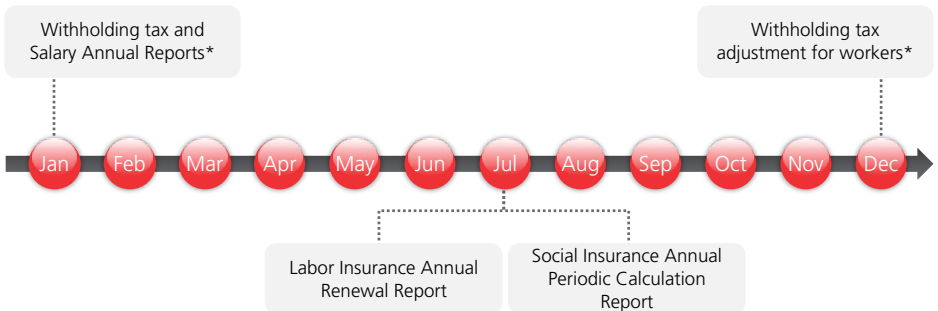 Withholding tax and
Salary Annual Reports*
Withholding tax
adjustment for workers*
Jan Feb Mar Apr May Jun Jul Aug Sep Oct Nov Dec
Labor Insurance Annual
Renewal Report
Social Insurance Annual
Periodic Calculation
Report